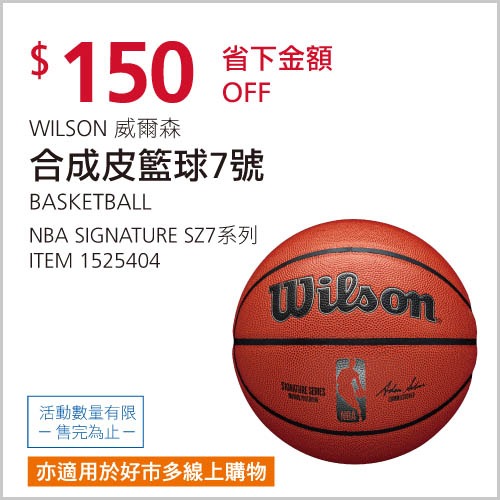 $150 省下金額
OFF
WILSON 威爾森
合成皮籃球7號
BASKETBALL
NBA SIGNATURE SZ7系列
ITEM 1525404
Wilson
SIGNATURE SERIES
NBA
活動數量有限
－售完為止－
亦適用於好市多線上購物